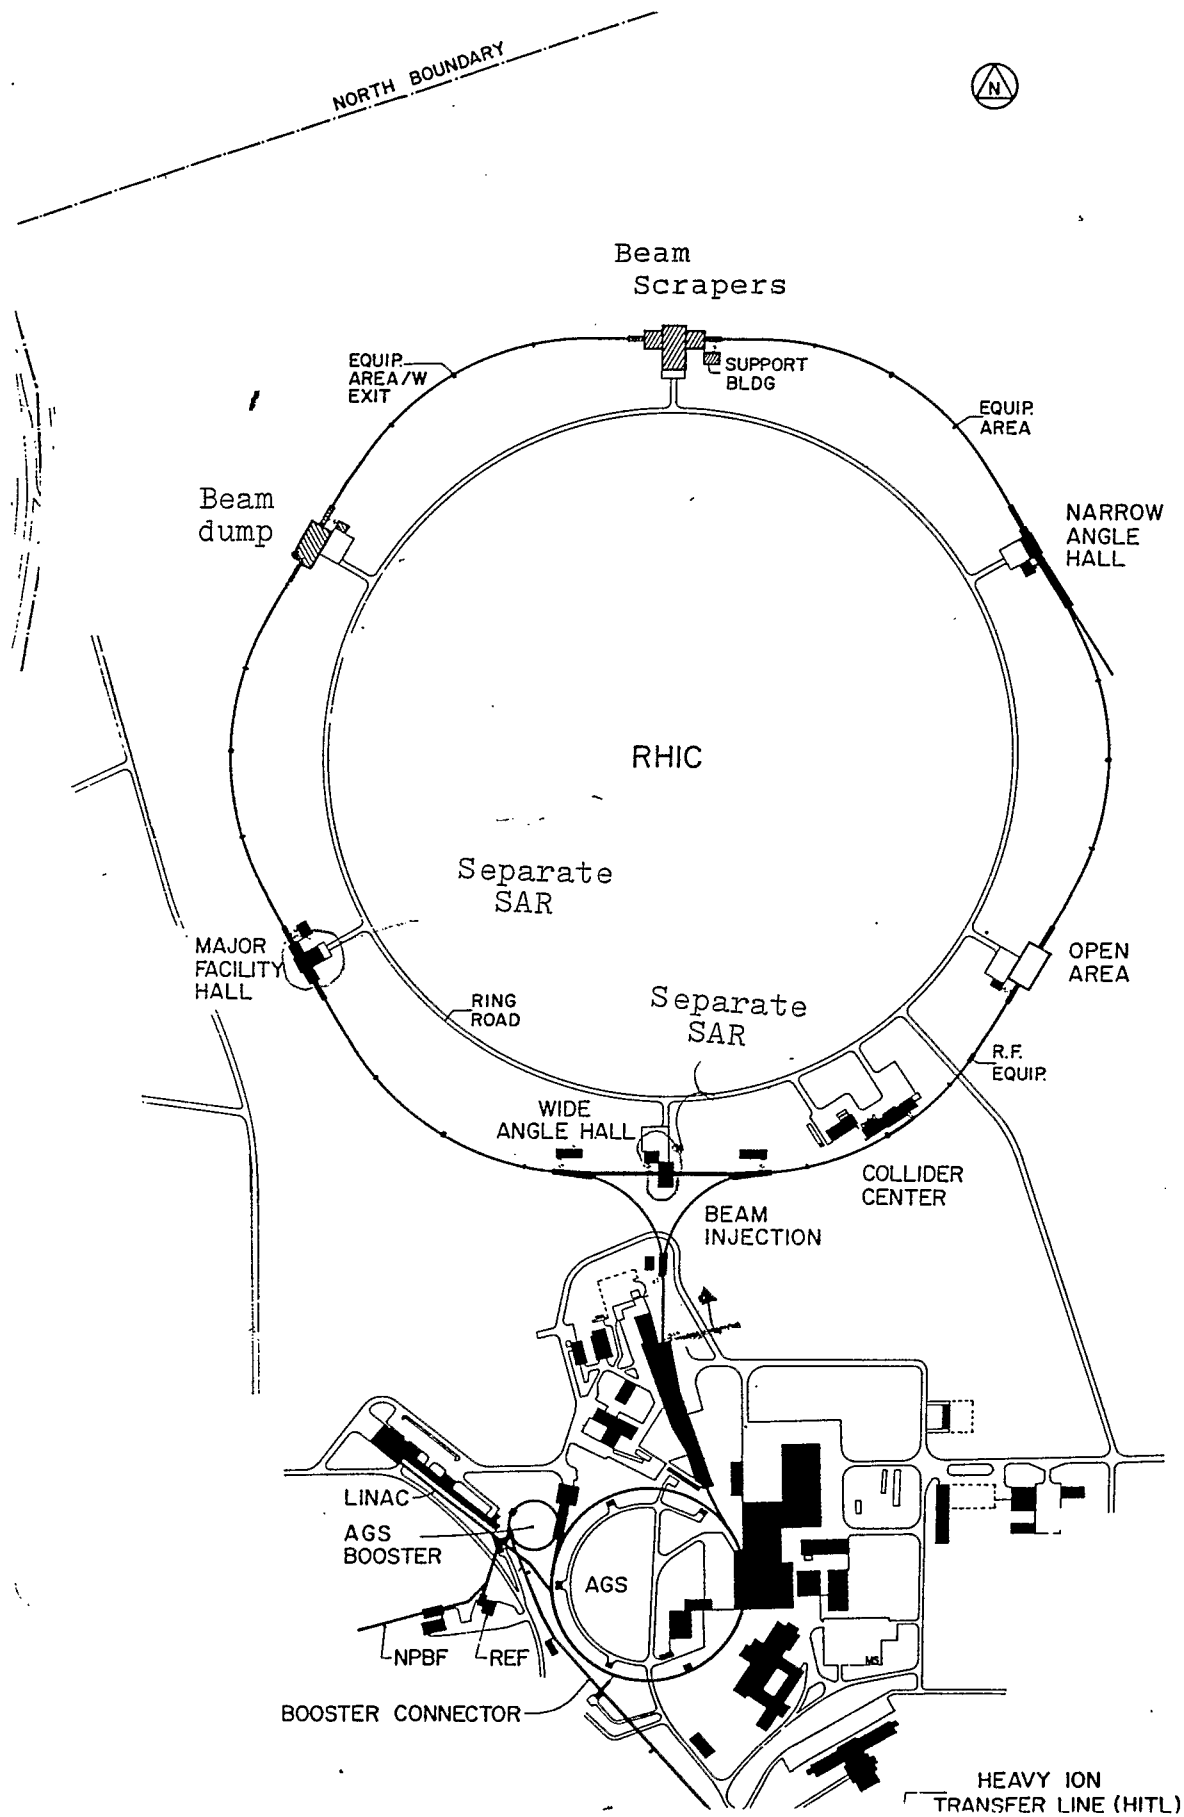 NORTH BOUNDARY
N
Beam
Scrapers
EQUIP.
AREA/W
EXIT
SUPPORT
BLDG
EQUIP.
AREA
Beam
dump
NARROW
ANGLE
HALL
RHIC
Separate
SAR
MAJOR
FACILITY
HALL
OPEN
AREA
RING
ROAD
Separate
SAR
R.F.
EQUIP.
WIDE
ANGLE HALL
COLLIDER
CENTER
BEAM
INJECTION
LINAC
AGS
BOOSTER
AGS
NPBF
REF
MS
BOOSTER CONNECTOR
HEAVY ION
TRANSFER LINE (HITL)